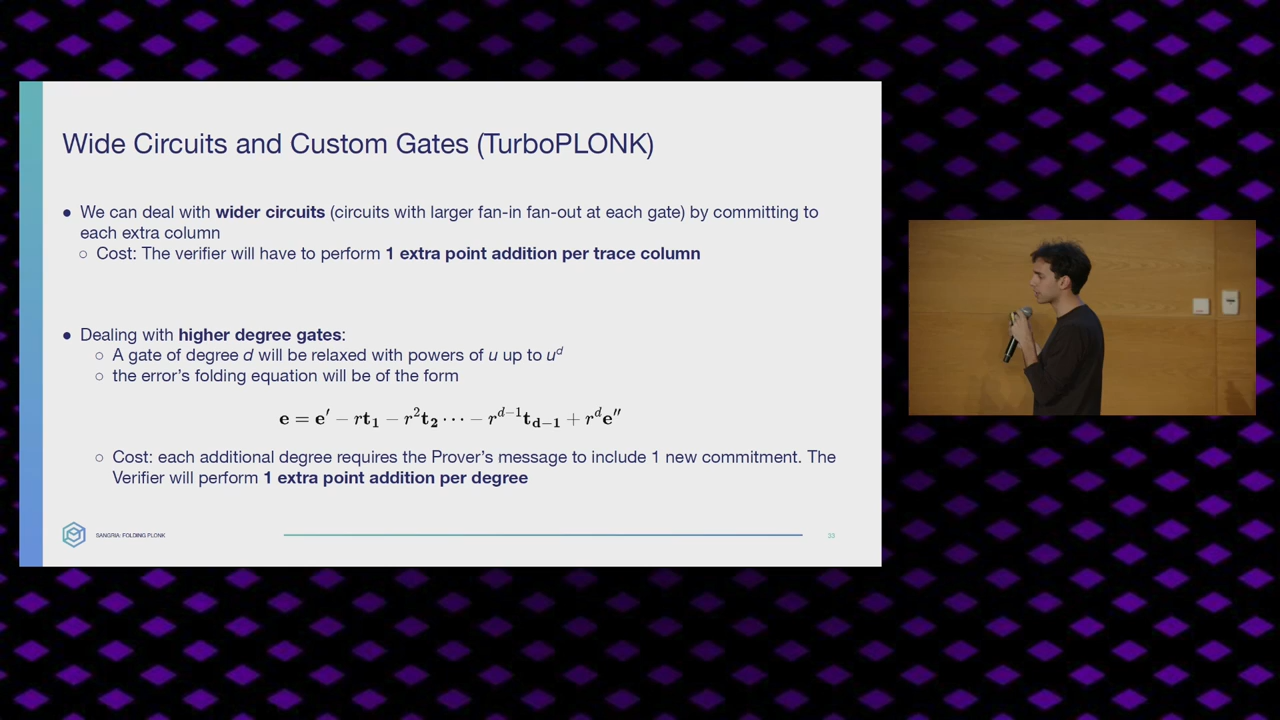 Wide Circuits and Custom Gates (TurboPLONK)
● We can deal with wider circuits (circuits with larger fan-in fan-out at each gate) by committing to
each extra column
○ Cost: The verifier will have to perform 1 extra point addition per trace column
● Dealing with higher degree gates:
○ A gate of degree d will be relaxed with powers of u up to u^d
○ the error’s folding equation will be of the form
e = e′ − rt₁ − r²t₂ ⋯ − r^{d−1}t_{d−1} + r^d e″
○ Cost: each additional degree requires the Prover’s message to include 1 new commitment. The
Verifier will perform 1 extra point addition per degree
SANGRIA: FOLDING PLONK
33